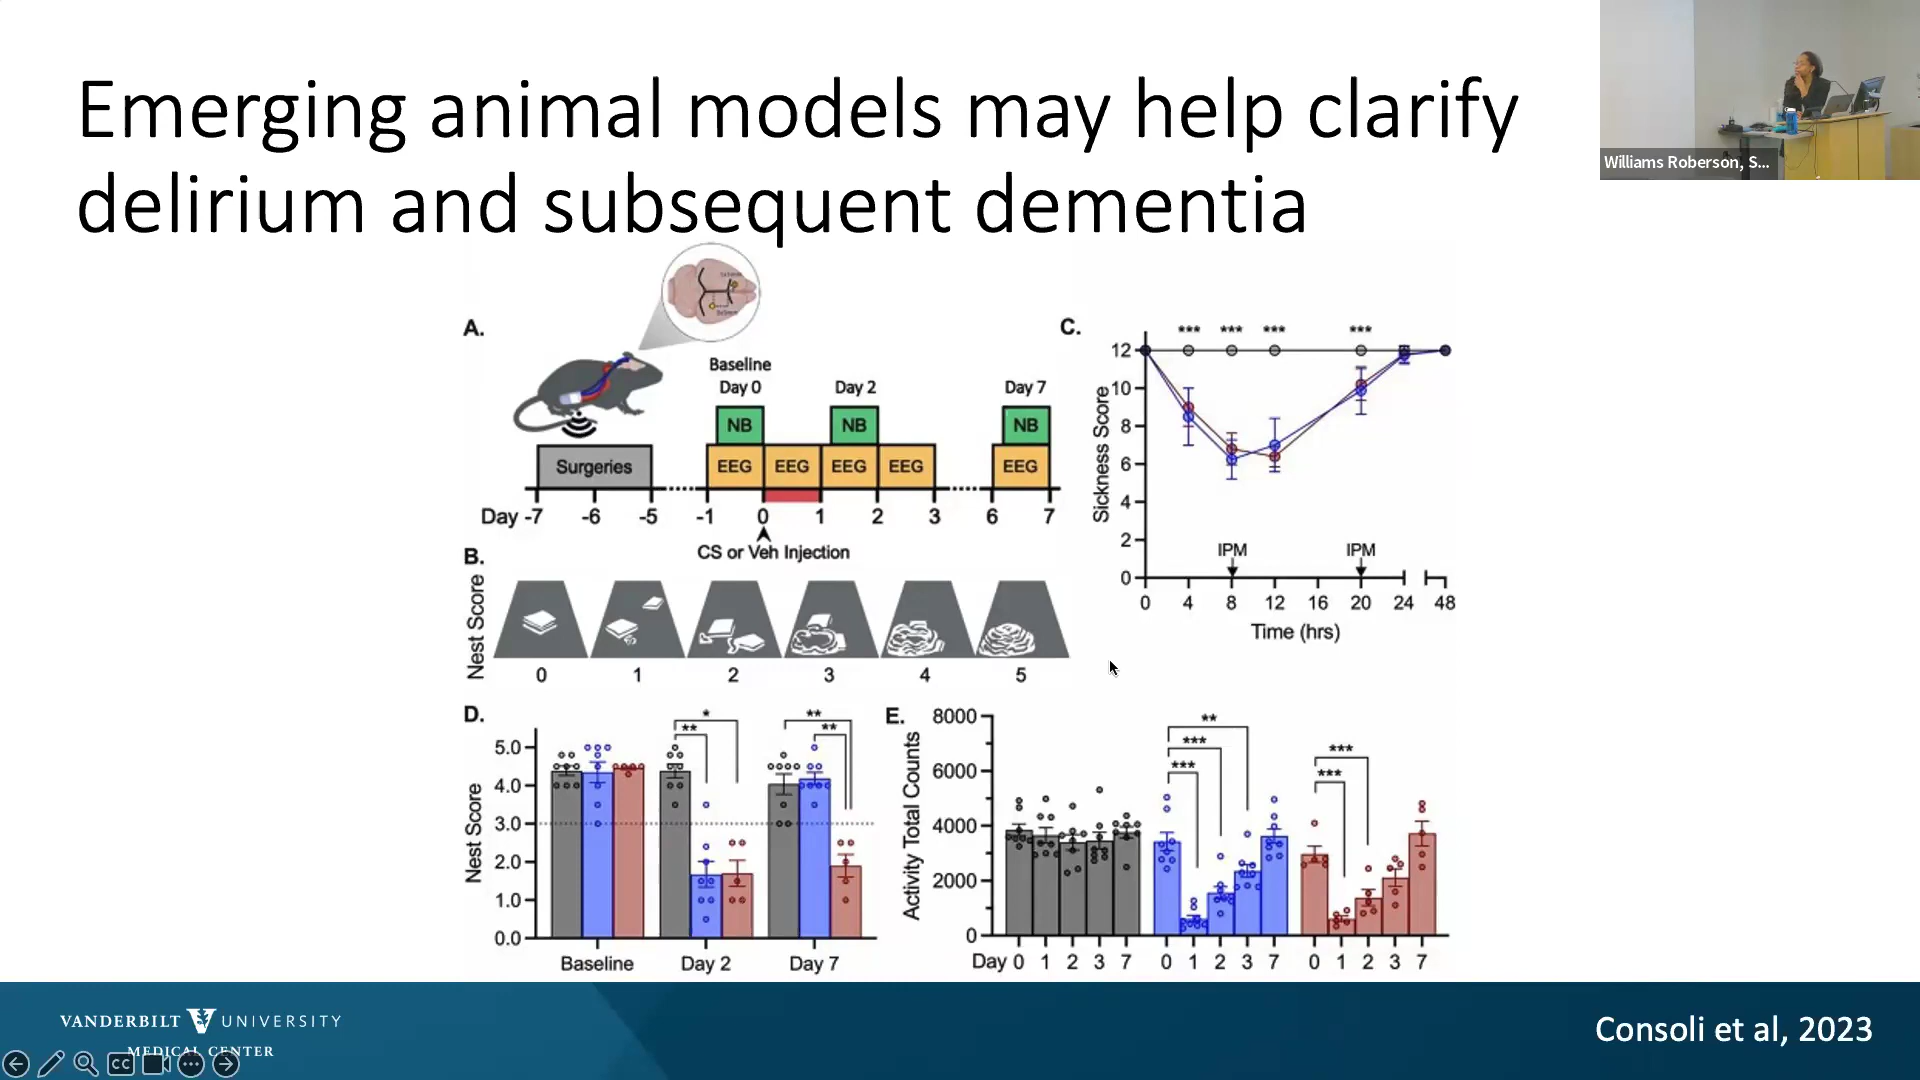 Emerging animal models may help clarify
delirium and subsequent dementia
Williams Roberson, S...
A.
Baseline
Day 0
Day 2
Day 7
NB
NB
NB
Surgeries
EEG
EEG
EEG
EEG
EEG
Day -7
-6
-5
-1
0
1
2
3
6
7
CS or Veh Injection
B.
Nest Score
0
1
2
3
4
5
C.
*** *** *** ***
Sickness Score
12
10
8
6
4
2
0
IPM
IPM
0 4 8 12 16 20 24 48
Time (hrs)
D.
Nest Score
5.0
4.0
3.0
2.0
1.0
0.0
*
**
**
**
Baseline
Day 2
Day 7
E.
Activity Total Counts
8000
6000
4000
2000
0
**
***
***
***
***
Day 0 1 2 3 7 0 1 2 3 7 0 1 2 3 7
VANDERBILT V UNIVERSITY
MEDICAL CENTER
CC
Consoli et al, 2023